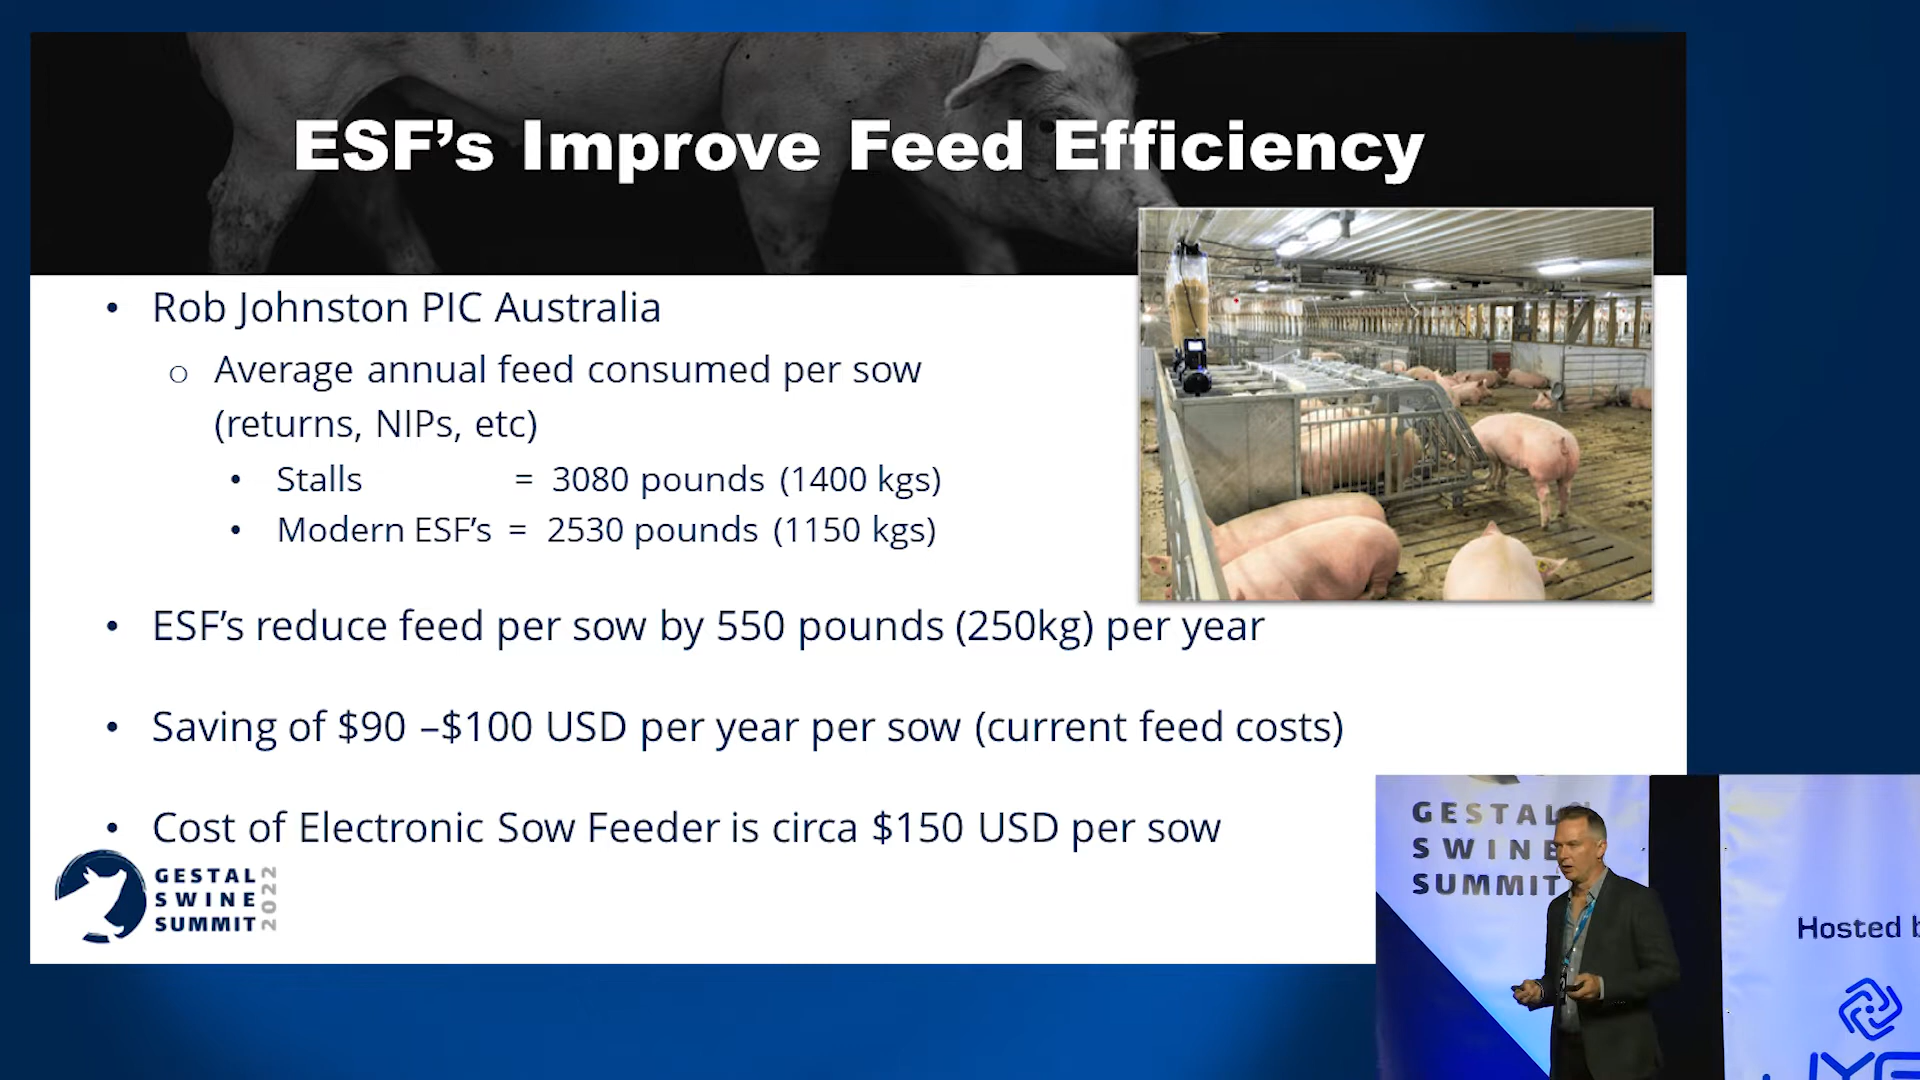 ESF's Improve Feed Efficiency
• Rob Johnston PIC Australia
o Average annual feed consumed per sow
(returns, NIPs, etc)
• Stalls = 3080 pounds (1400 kgs)
• Modern ESF's = 2530 pounds (1150 kgs)
• ESF's reduce feed per sow by 550 pounds (250kg) per year
• Saving of $90 –$100 USD per year per sow (current feed costs)
• Cost of Electronic Sow Feeder is circa $150 USD per sow
GESTAL
SWINE
SUMMIT
2022
GESTAL
SWINE
SUMMIT
Hosted